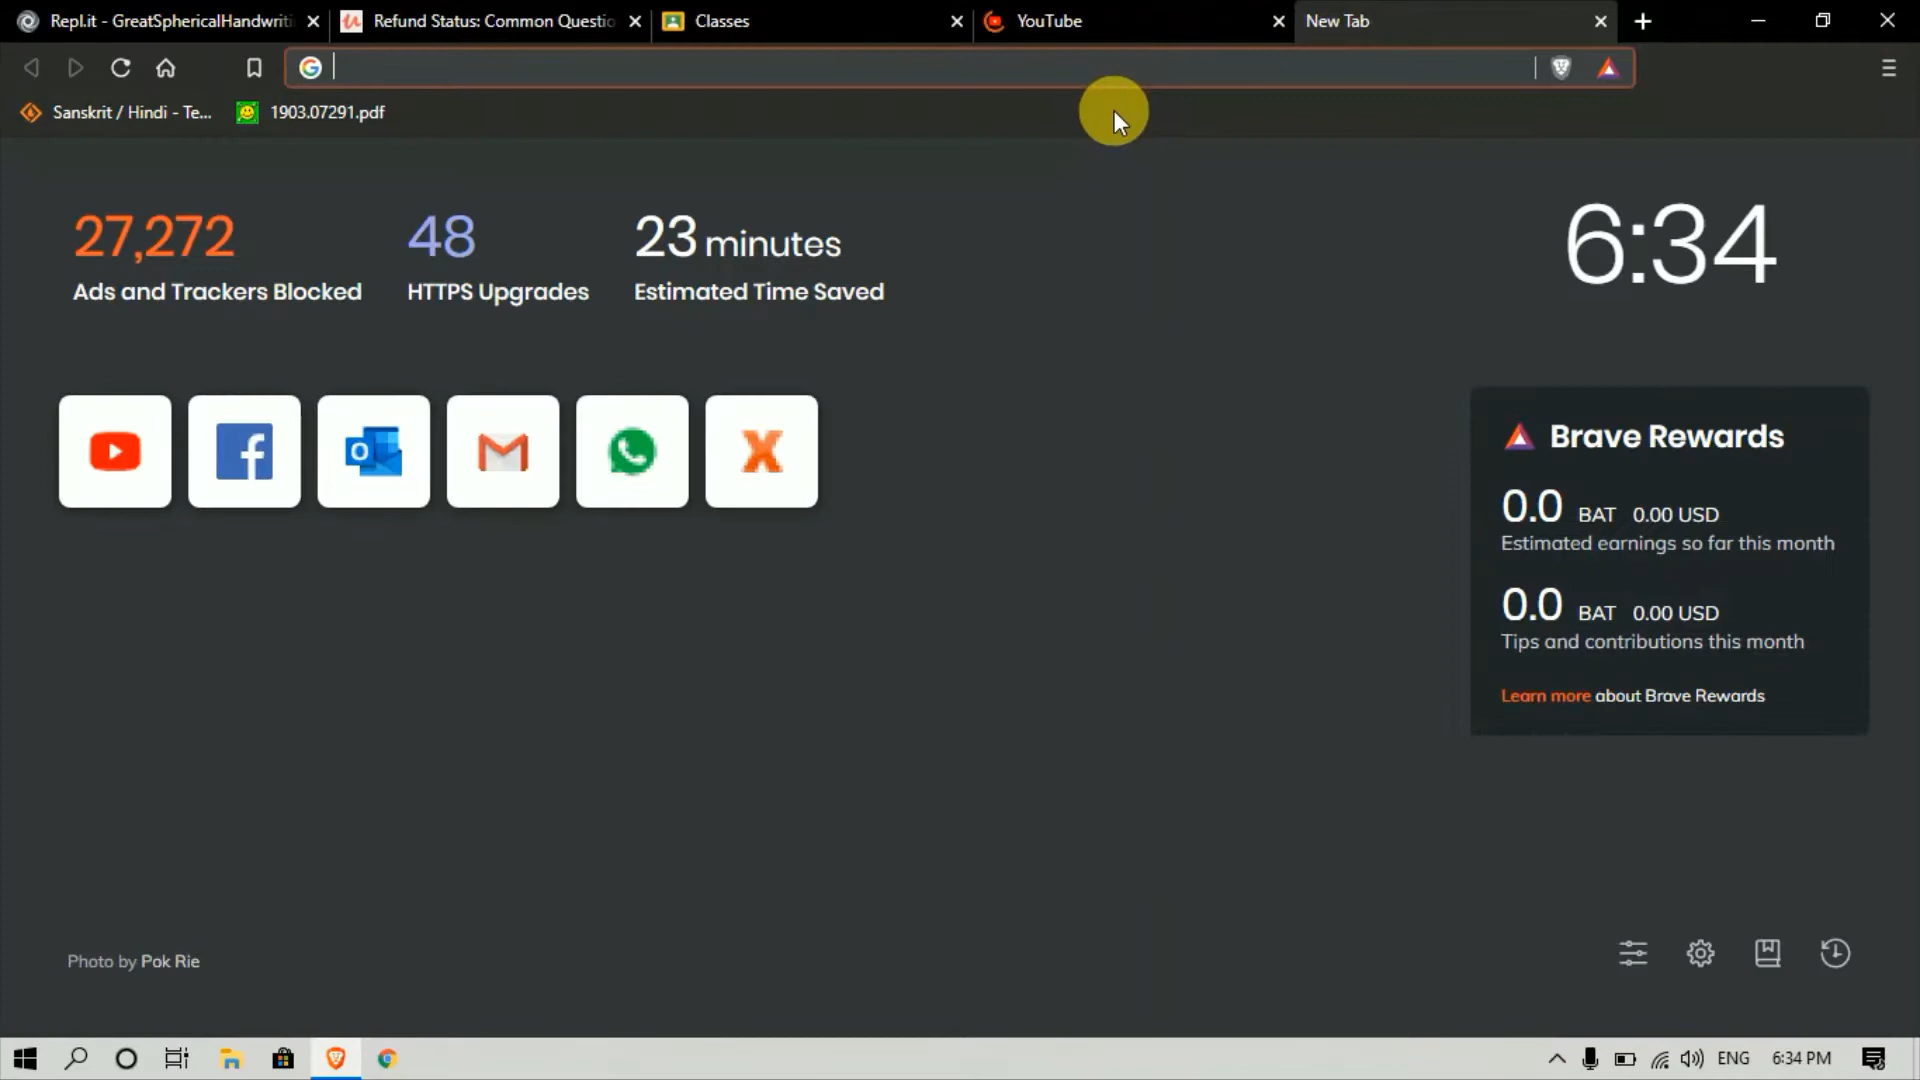 Repl.it - GreatSphericalHandwriti
Refund Status: Common Questio
Classes
YouTube
New Tab
Sanskrit / Hindi - Te...
1903.07291.pdf
27,272
Ads and Trackers Blocked
48
HTTPS Upgrades
23 minutes
Estimated Time Saved
6:34
Brave Rewards
0.0 BAT 0.00 USD
Estimated earnings so far this month
0.0 BAT 0.00 USD
Tips and contributions this month
Learn more about Brave Rewards
Photo by Pok Rie
ENG
6:34 PM